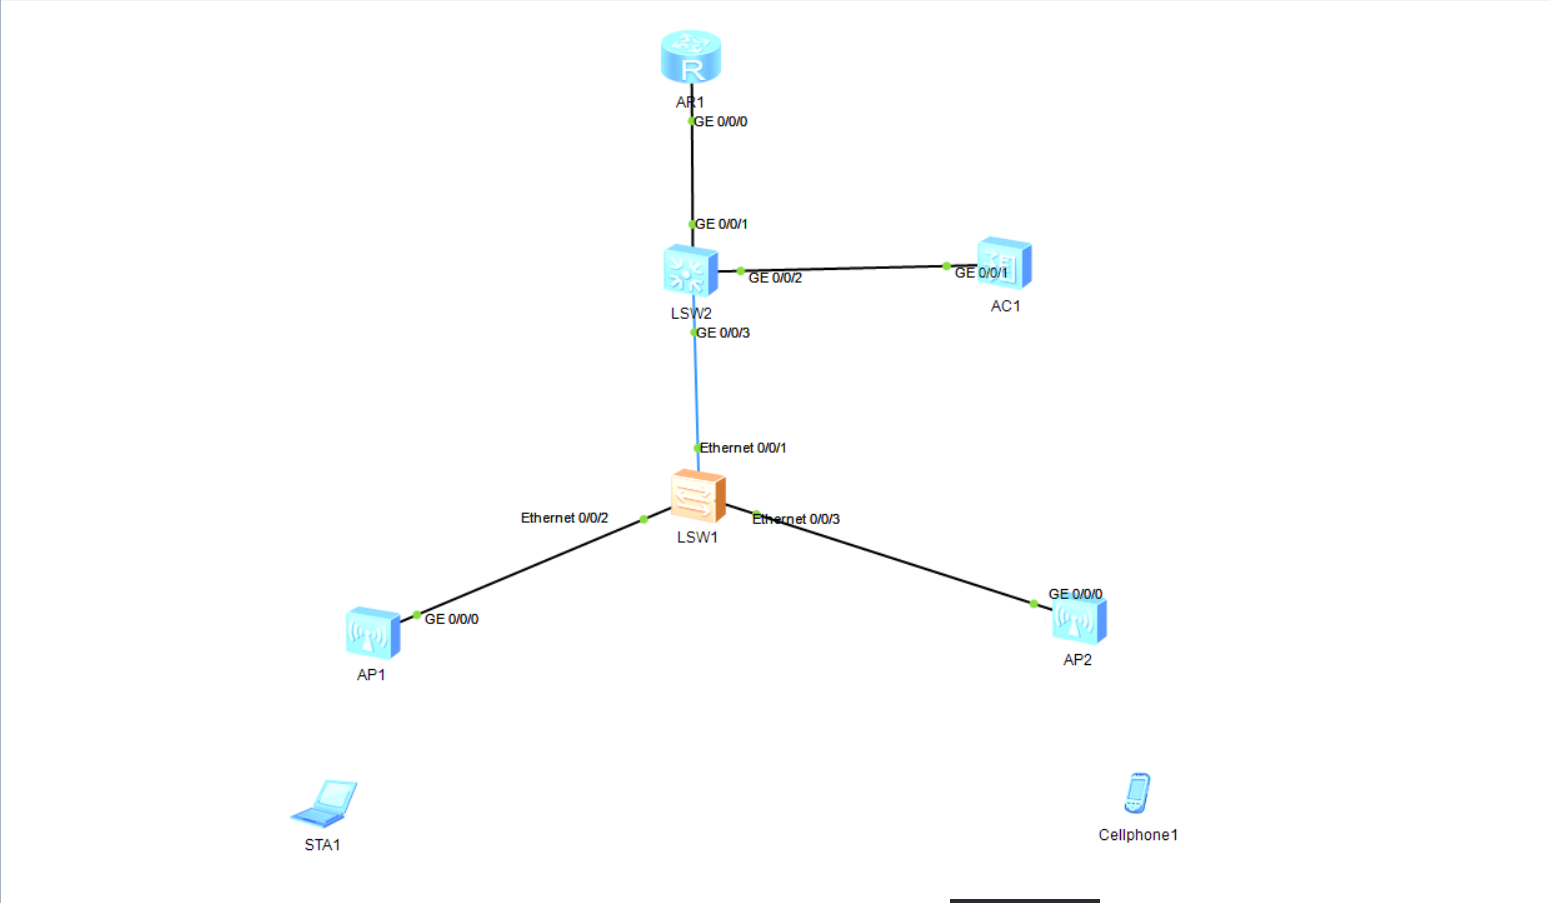 R
AR1
GE 0/0/0
GE 0/0/1
GE 0/0/2
GE 0/0/1
AC1
LSW2
GE 0/0/3
Ethernet 0/0/1
Ethernet 0/0/2
Ethernet 0/0/3
LSW1
GE 0/0/0
GE 0/0/0
AP1
AP2
STA1
Cellphone1